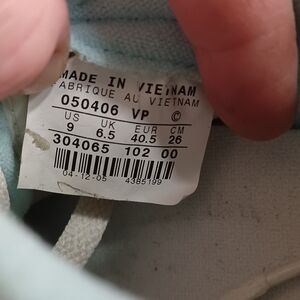 MADE IN VIETNAM
FABRIQUE AU VIETNAM
050406 VP ©
US UK EUR CM
9 6.5 40.5 26
304065 102 00
04-12-05 4385199